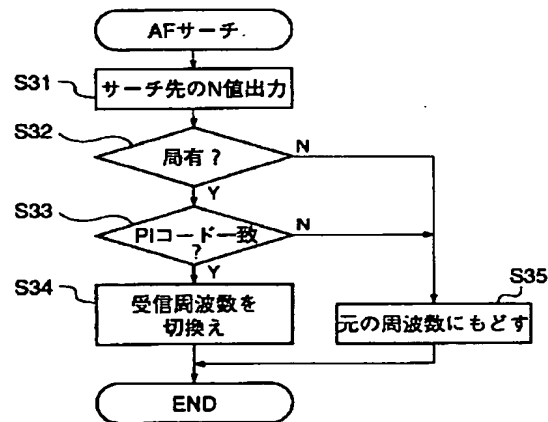 AFサーチ
S31
サーチ先のN値出力
S32
局有?
N
Y
S33
PIコード一致
?
N
Y
S34
受信周波数を
切換え
S35
元の周波数にもどす
END